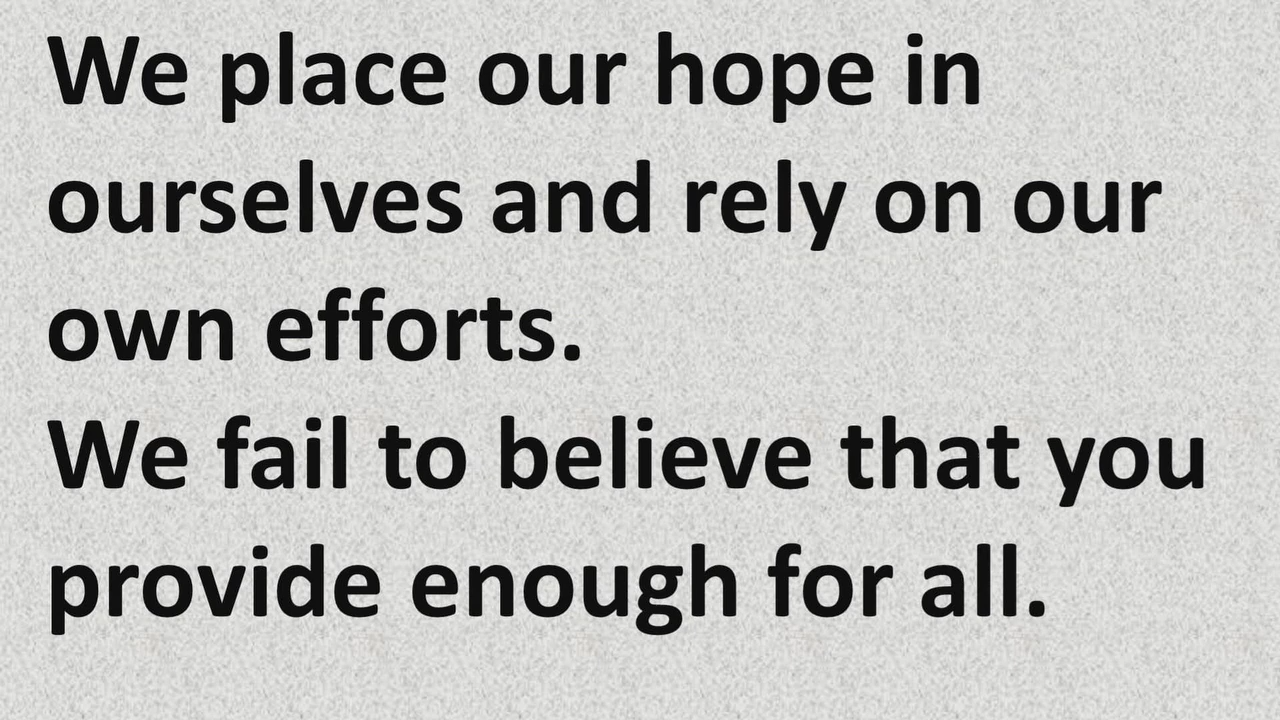 We place our hope in
ourselves and rely on our
own efforts.
We fail to believe that you
provide enough for all.